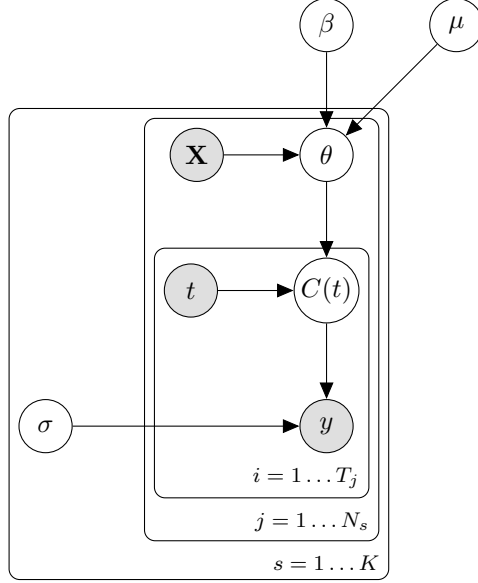 β
μ
X
θ
t
C(t)
σ
y
i = 1 … T_j
j = 1 … N_s
s = 1 … K